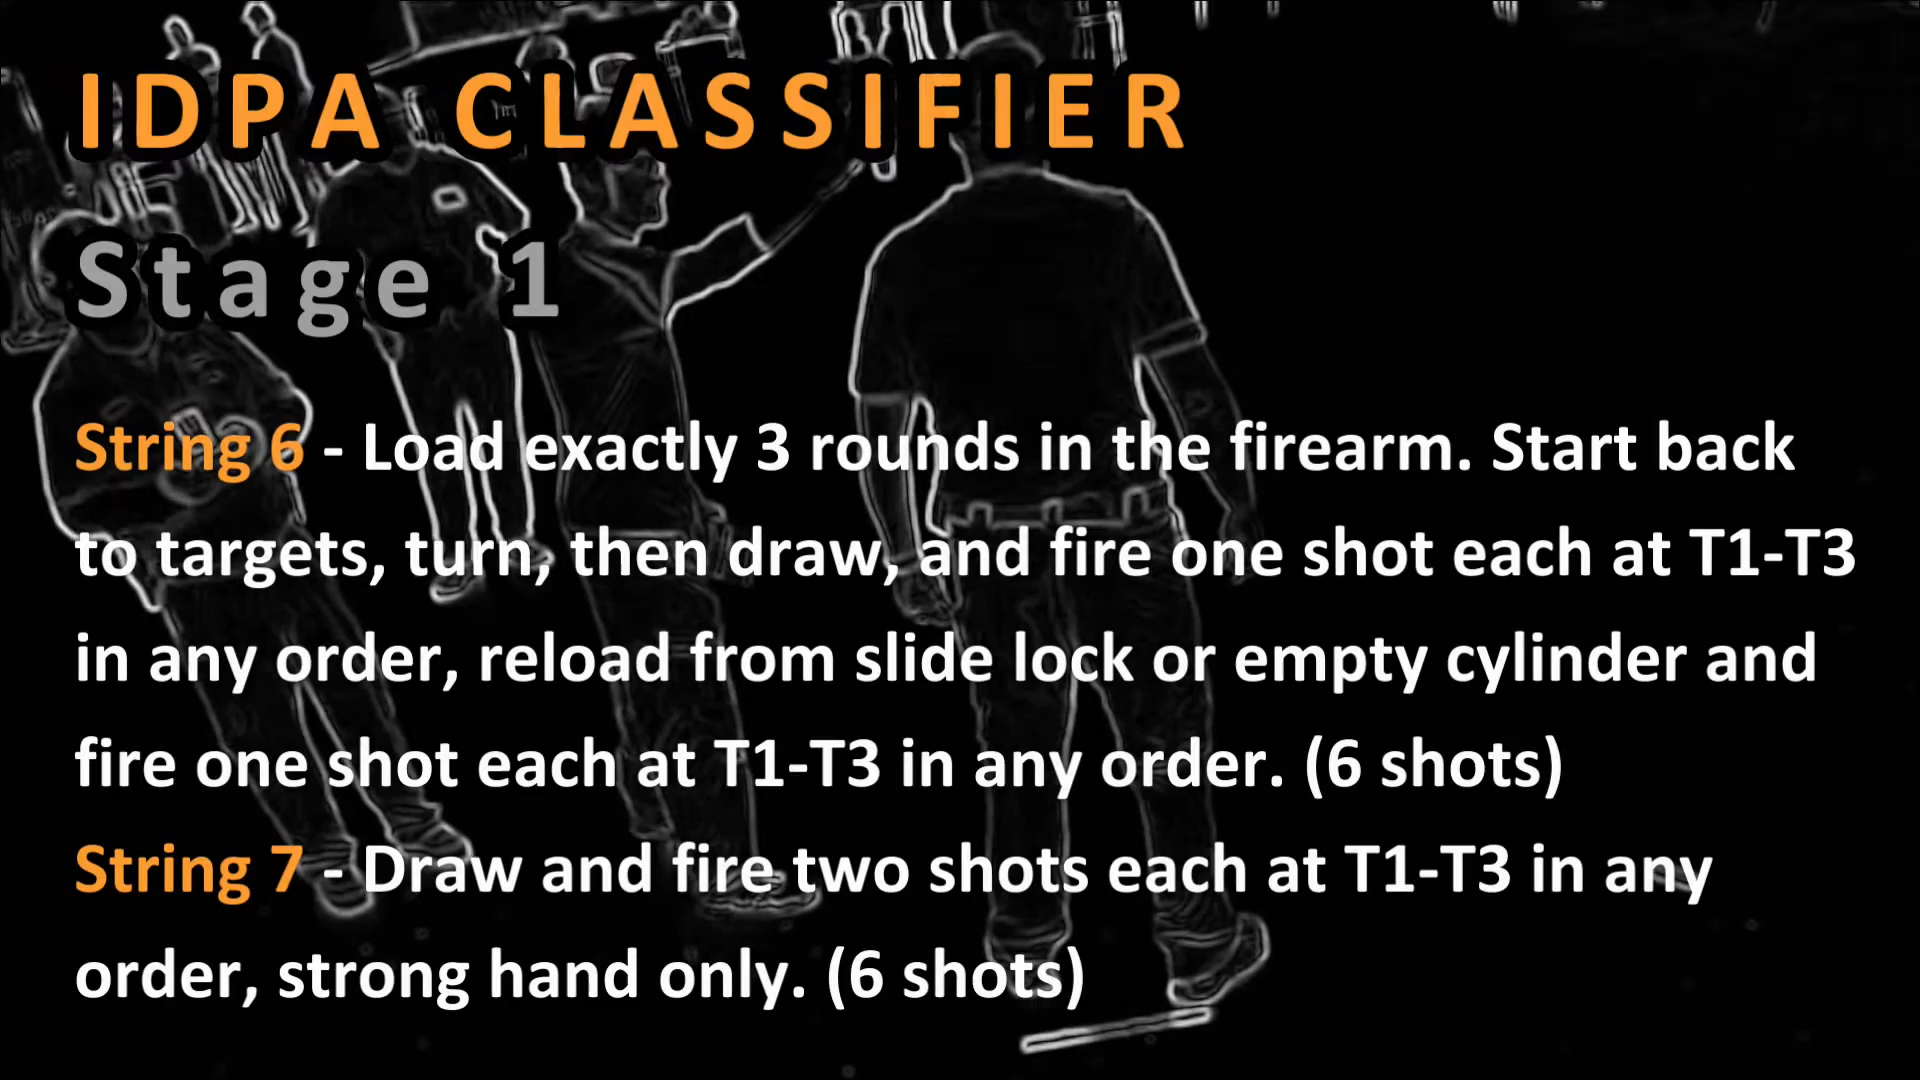 IDPA CLASSIFIER
Stage 1
String 6 - Load exactly 3 rounds in the firearm. Start back
to targets, turn, then draw, and fire one shot each at T1-T3
in any order, reload from slide lock or empty cylinder and
fire one shot each at T1-T3 in any order. (6 shots)
String 7 - Draw and fire two shots each at T1-T3 in any
order, strong hand only. (6 shots)